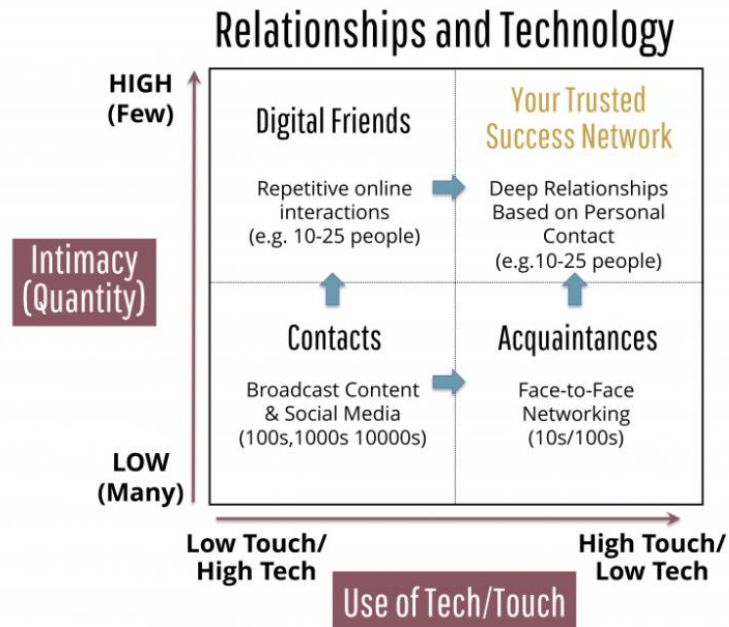 Relationships and Technology
HIGH
(Few)
Digital Friends
Repetitive online
interactions
(e.g. 10-25 people)
Your Trusted
Success Network
Deep Relationships
Based on Personal
Contact
(e.g.10-25 people)
Intimacy
(Quantity)
Contacts
Broadcast Content
& Social Media
(100s,1000s 10000s)
Acquaintances
Face-to-Face
Networking
(10s/100s)
LOW
(Many)
Low Touch/
High Tech
High Touch/
Low Tech
Use of Tech/Touch